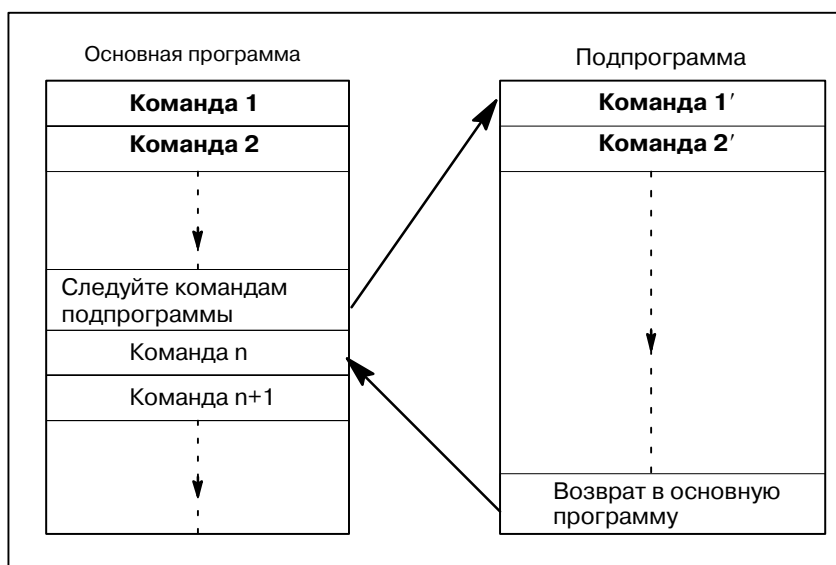 Основная программа
Команда 1
Команда 2
Следуйте командам
подпрограммы
Команда n
Команда n+1
Подпрограмма
Команда 1′
Команда 2′
Возврат в основную
программу